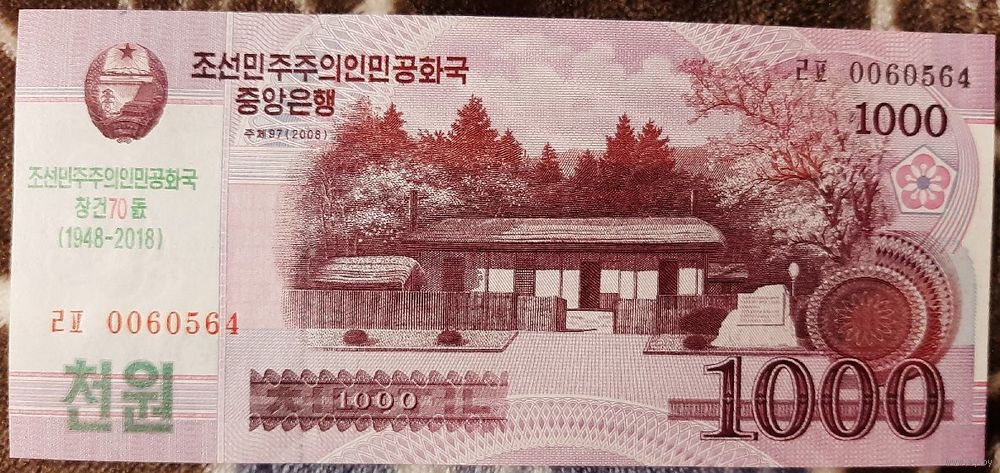 조선민주주의인민공화국
중앙은행
주체97(2008)
ㄹㅍ 0060564
1000
조선민주주의인민공화국
창건70돐
(1948-2018)
ㄹㅍ 0060564
천원
1000
1000